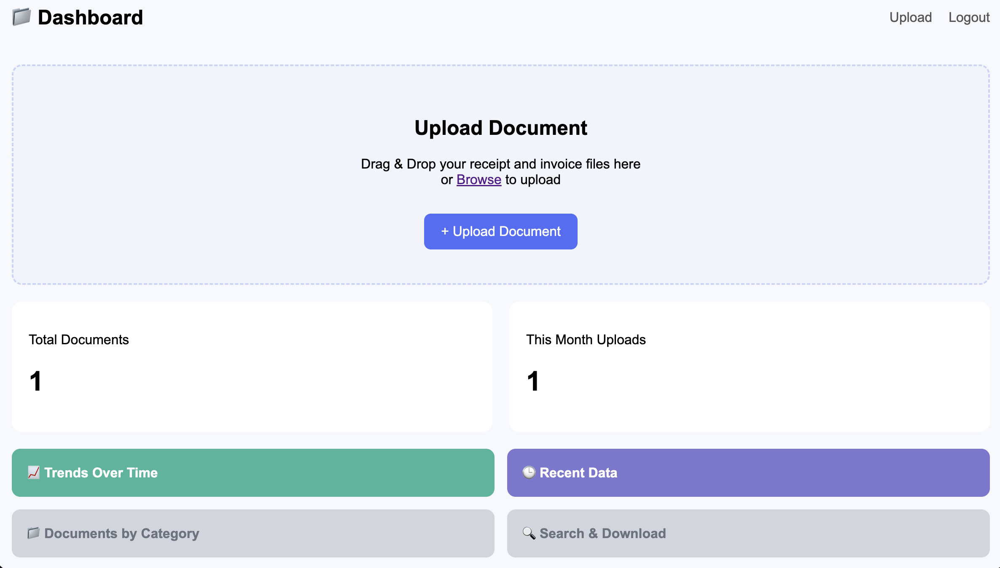 Dashboard
Upload
Logout
Upload Document
Drag & Drop your receipt and invoice files here
or Browse to upload
+ Upload Document
Total Documents
1
This Month Uploads
1
Trends Over Time
Recent Data
Documents by Category
Search & Download